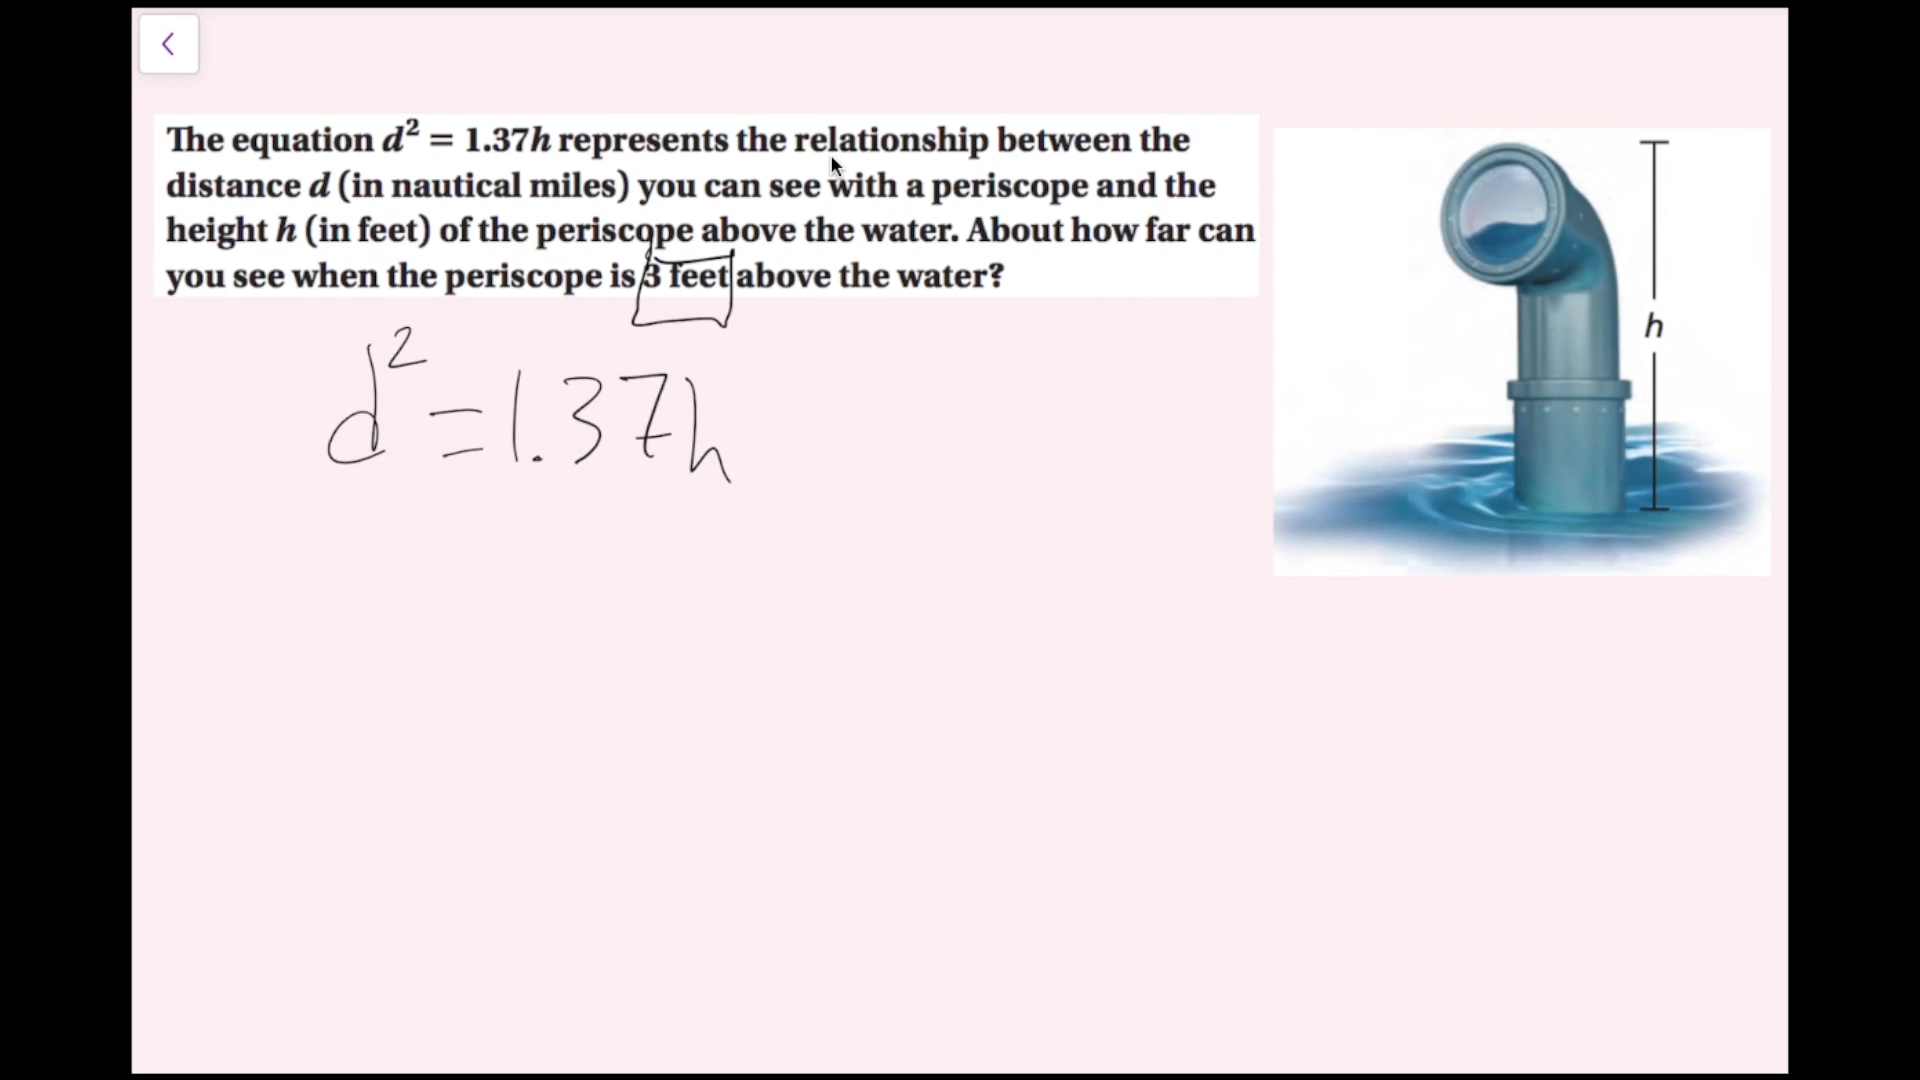 The equation d² = 1.37h represents the relationship between the
distance d (in nautical miles) you can see with a periscope and the
height h (in feet) of the periscope above the water. About how far can
you see when the periscope is 3 feet above the water?
h
d² = 1.37h